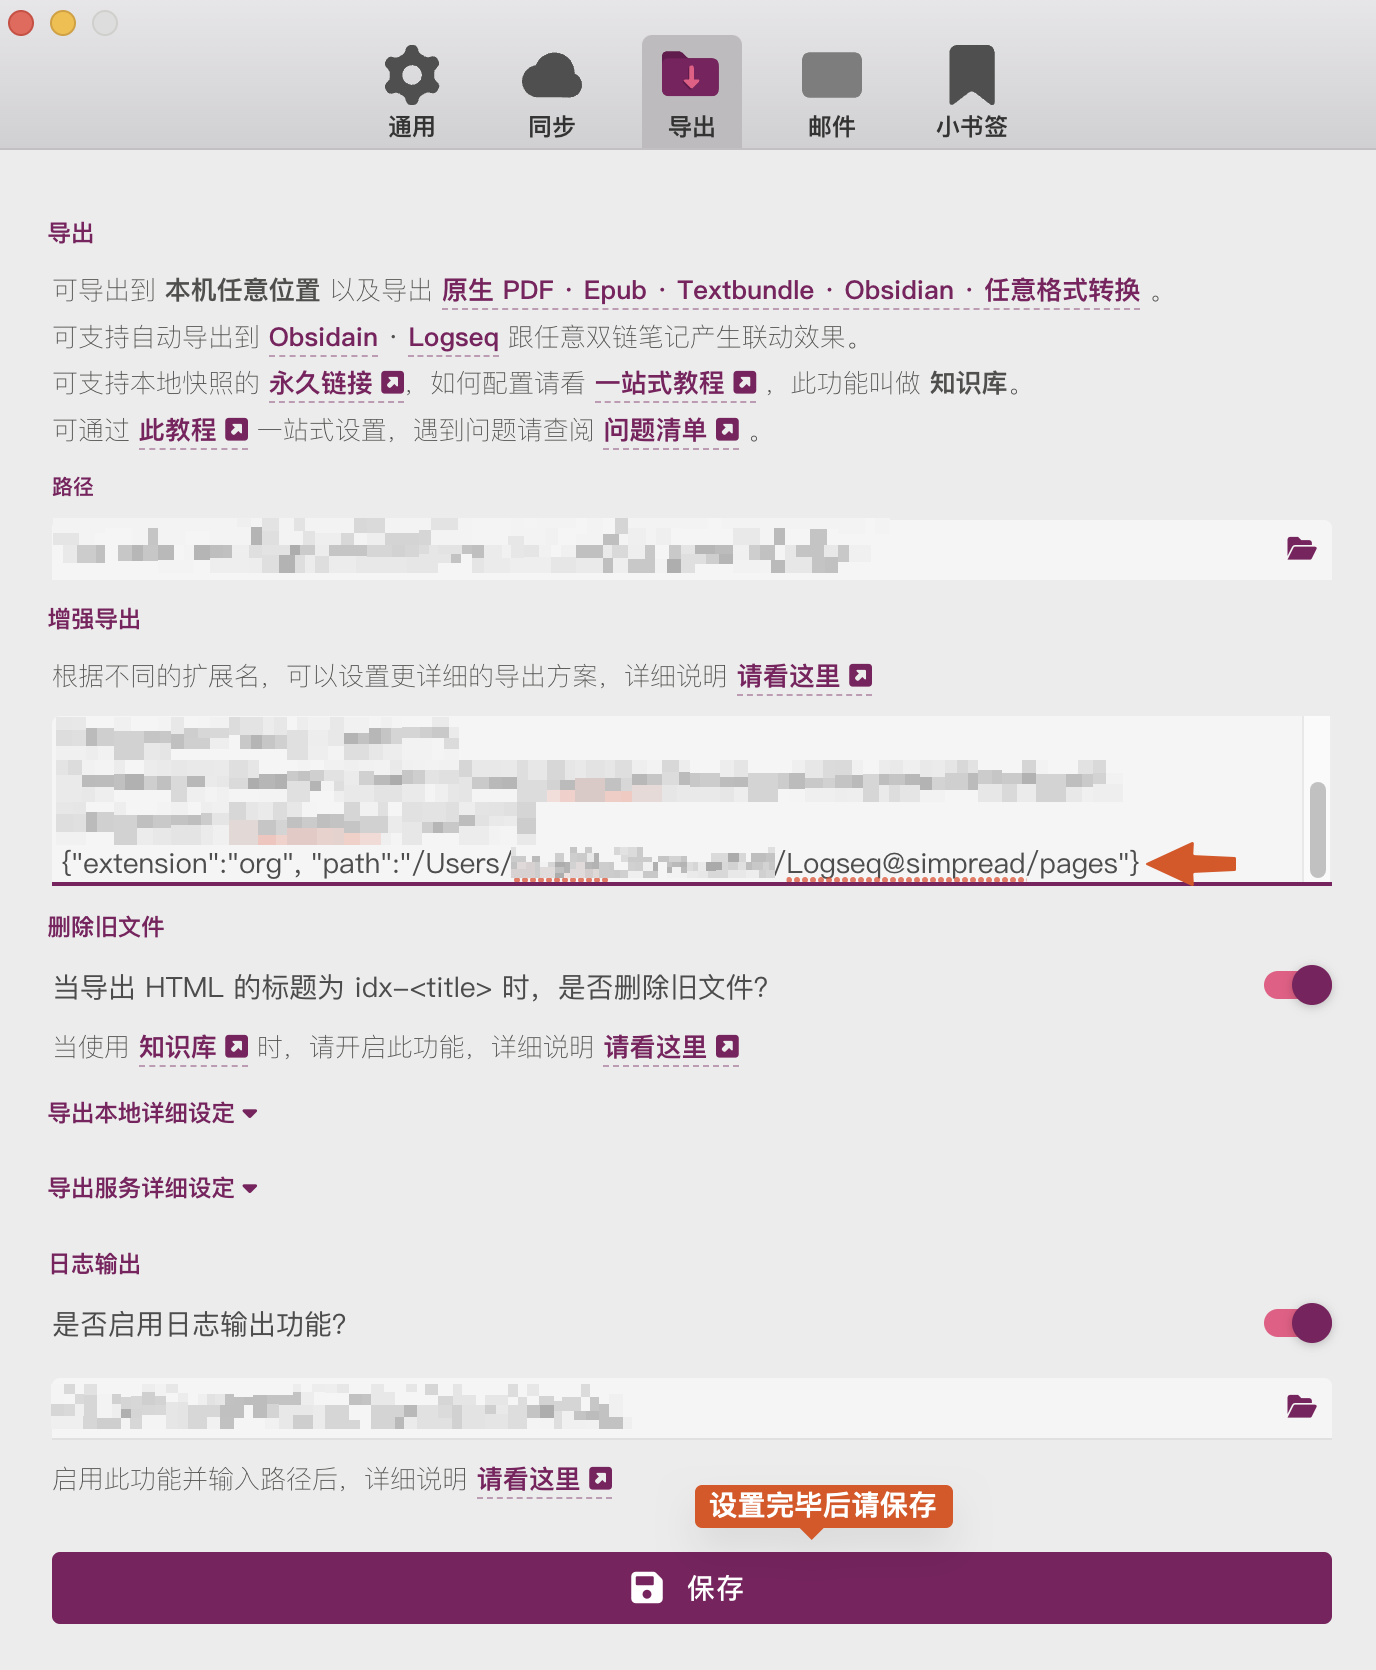 通用
同步
导出
邮件
小书签
导出
可导出到 本机任意位置 以及导出 原生 PDF · Epub · Textbundle · Obsidian · 任意格式转换 。
可支持自动导出到 Obsidain · Logseq 跟任意双链笔记产生联动效果。
可支持本地快照的 永久链接，如何配置请看 一站式教程 ，此功能叫做 知识库。
可通过 此教程 一站式设置，遇到问题请查阅 问题清单 。
路径
增强导出
根据不同的扩展名，可以设置更详细的导出方案，详细说明 请看这里
{"extension":"org", "path":"/Users/ /Logseq@simpread/pages"}
删除旧文件
当导出 HTML 的标题为 idx-<title> 时，是否删除旧文件?
当使用 知识库 时，请开启此功能，详细说明 请看这里
导出本地详细设定
导出服务详细设定
日志输出
是否启用日志输出功能?
启用此功能并输入路径后，详细说明 请看这里
设置完毕后请保存
保存